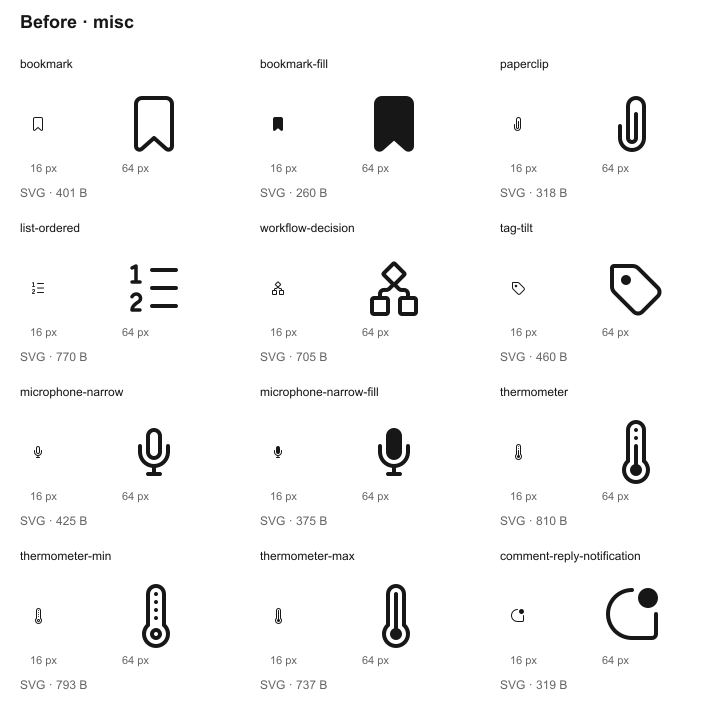 Before · misc
bookmark
bookmark-fill
paperclip
16 px
64 px
16 px
64 px
16 px
64 px
SVG · 401 B
SVG · 260 B
SVG · 318 B
list-ordered
workflow-decision
tag-tilt
1
2
1
2
16 px
64 px
16 px
64 px
16 px
64 px
SVG · 770 B
SVG · 705 B
SVG · 460 B
microphone-narrow
microphone-narrow-fill
thermometer
16 px
64 px
16 px
64 px
16 px
64 px
SVG · 425 B
SVG · 375 B
SVG · 810 B
thermometer-min
thermometer-max
comment-reply-notification
16 px
64 px
16 px
64 px
16 px
64 px
SVG · 793 B
SVG · 737 B
SVG · 319 B